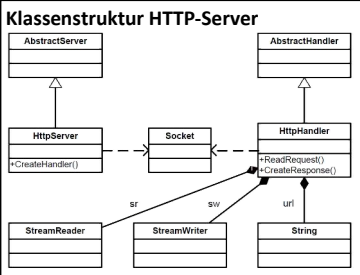 Klassenstruktur HTTP-Server
AbstractServer
AbstractHandler
HttpServer
+CreateHandler()
Socket
HttpHandler
+ReadRequest()
+CreateResponse()
sr
sw
url
StreamReader
StreamWriter
String